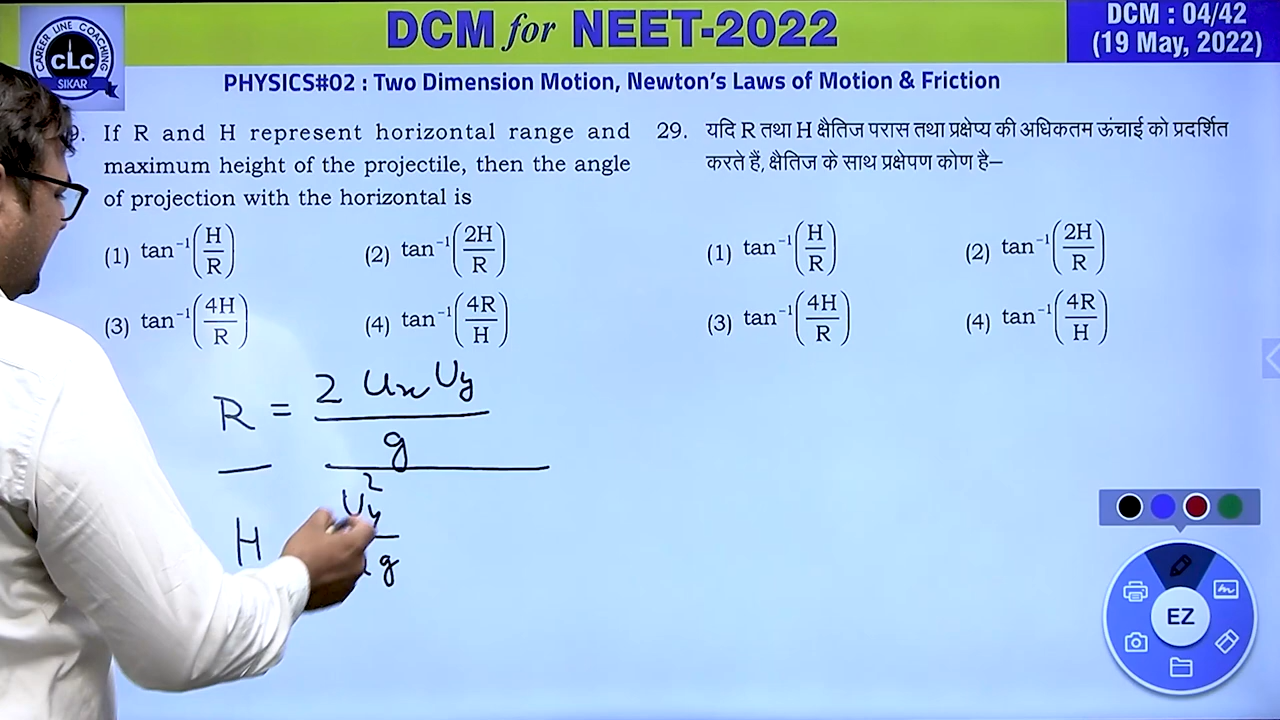 CAREER LINE COACHING
CLC
SIKAR
DCM for NEET-2022
DCM : 04/42
(19 May, 2022)
PHYSICS#02 : Two Dimension Motion, Newton's Laws of Motion & Friction
9. If R and H represent horizontal range and
maximum height of the projectile, then the angle
of projection with the horizontal is
(1) tan⁻¹(H/R) (2) tan⁻¹(2H/R)
(3) tan⁻¹(4H/R) (4) tan⁻¹(4R/H)
29. यदि R तथा H क्षैतिज परास तथा प्रक्षेप्य की अधिकतम ऊंचाई को प्रदर्शित
करते हैं, क्षैतिज के साथ प्रक्षेपण कोण है–
(1) tan⁻¹(H/R) (2) tan⁻¹(2H/R)
(3) tan⁻¹(4H/R) (4) tan⁻¹(4R/H)
R = 2 Ux Uy
g
Uy²
H
g
EZ